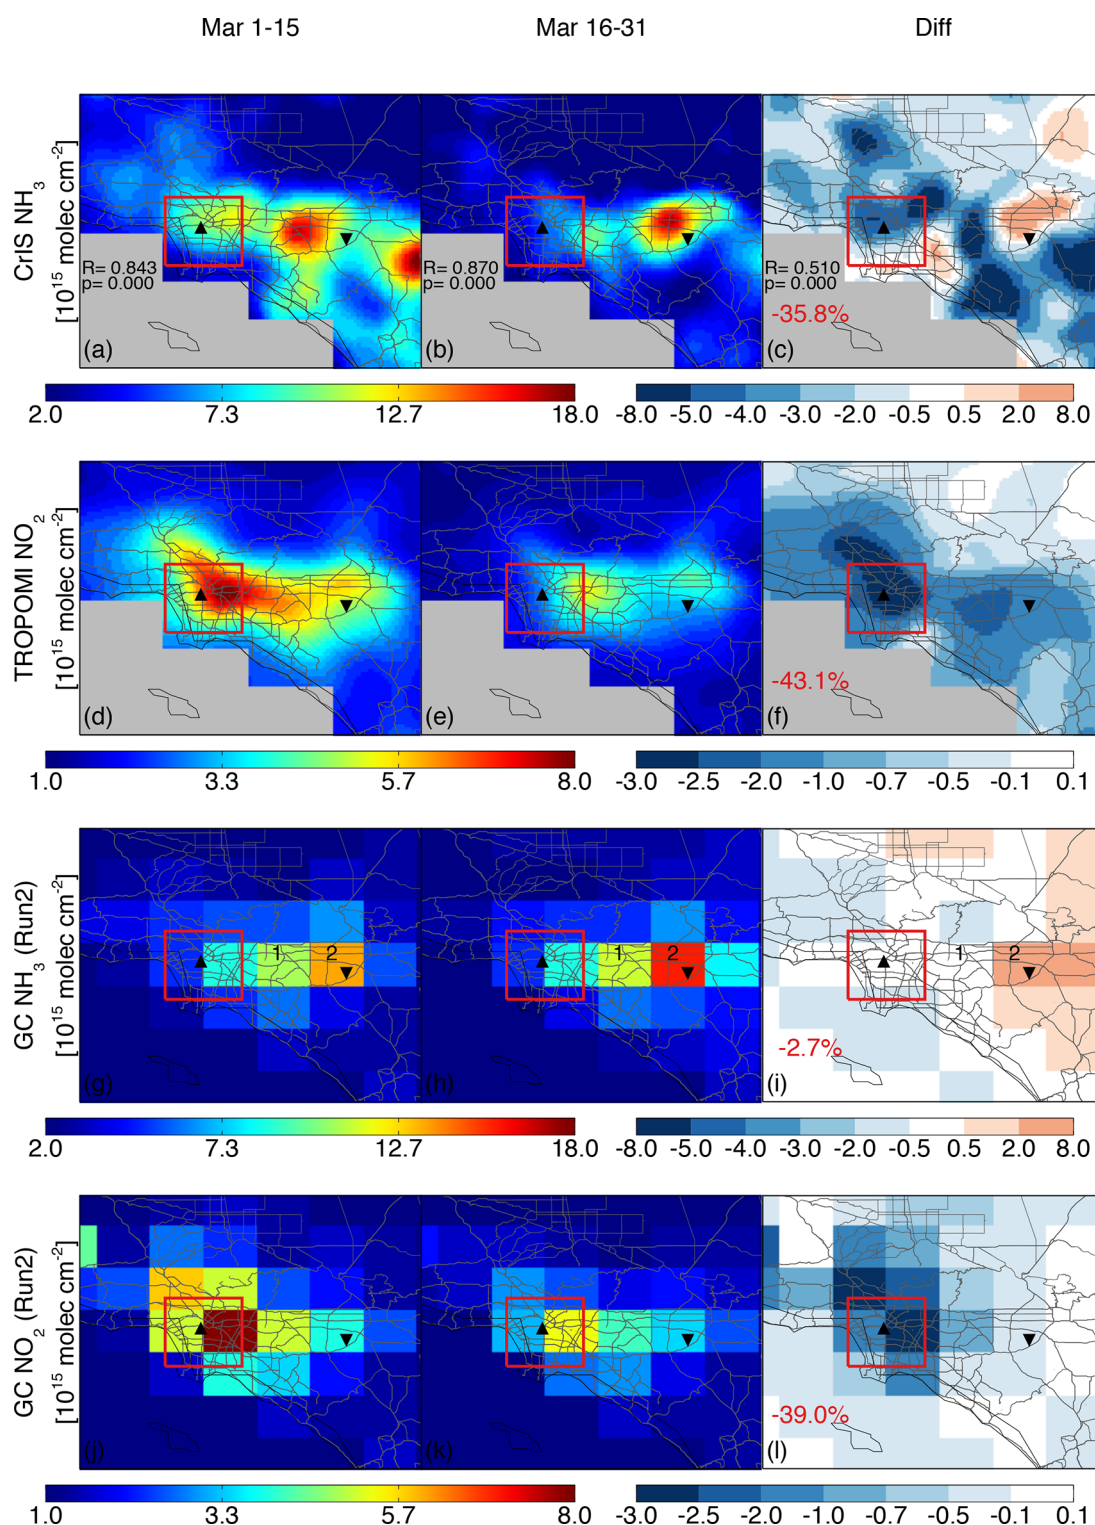 Mar 1-15 Mar 16-31 Diff
CrIS NH3
[10^15 molec cm^-2]
R= 0.843
p= 0.000
(a)
R= 0.870
p= 0.000
(b)
R= 0.510
p= 0.000
-35.8%
(c)
2.0 7.3 12.7 18.0
-8.0 -5.0 -4.0 -3.0 -2.0 -0.5 0.5 2.0 8.0
TROPOMI NO2
[10^15 molec cm^-2]
(d)
(e)
-43.1%
(f)
1.0 3.3 5.7 8.0
-3.0 -2.5 -2.0 -1.0 -0.7 -0.5 -0.1 0.1
GC NH3 (Run2)
[10^15 molec cm^-2]
1 2
(g)
1 2
(h)
1 2
-2.7%
(i)
2.0 7.3 12.7 18.0
-8.0 -5.0 -4.0 -3.0 -2.0 -0.5 0.5 2.0 8.0
GC NO2 (Run2)
[10^15 molec cm^-2]
(j)
(k)
-39.0%
(l)
1.0 3.3 5.7 8.0
-3.0 -2.5 -2.0 -1.0 -0.7 -0.5 -0.1 0.1